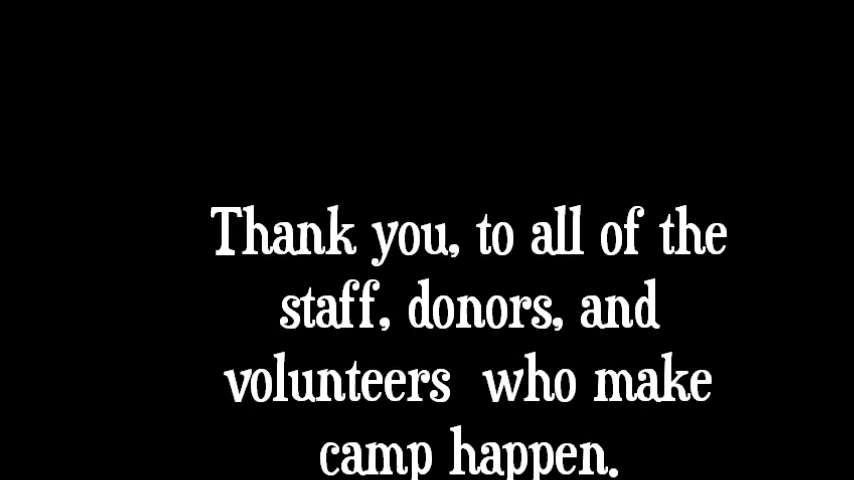 Thank you, to all of the
staff, donors, and
volunteers  who make
camp happen.